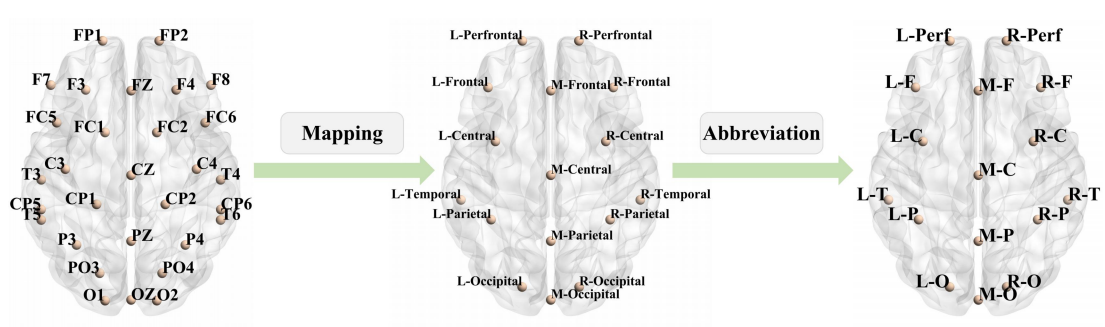 FP1 FP2
F7 F3 FZ F4 F8
FC5 FC1 FC2 FC6
C3 CZ C4
T3 T4
CP5 CP1 CP2 CP6
T5 T6
P3 PZ P4
PO3 PO4
O1 OZ O2
Mapping
L-Perfrontal R-Perfrontal
L-Frontal M-Frontal R-Frontal
L-Central R-Central
M-Central
L-Temporal R-Temporal
L-Parietal R-Parietal
M-Parietal
L-Occipital R-Occipital
M-Occipital
Abbreviation
L-Perf R-Perf
L-F M-F R-F
L-C R-C
M-C
L-T R-T
L-P R-P
M-P
L-O R-O
M-O